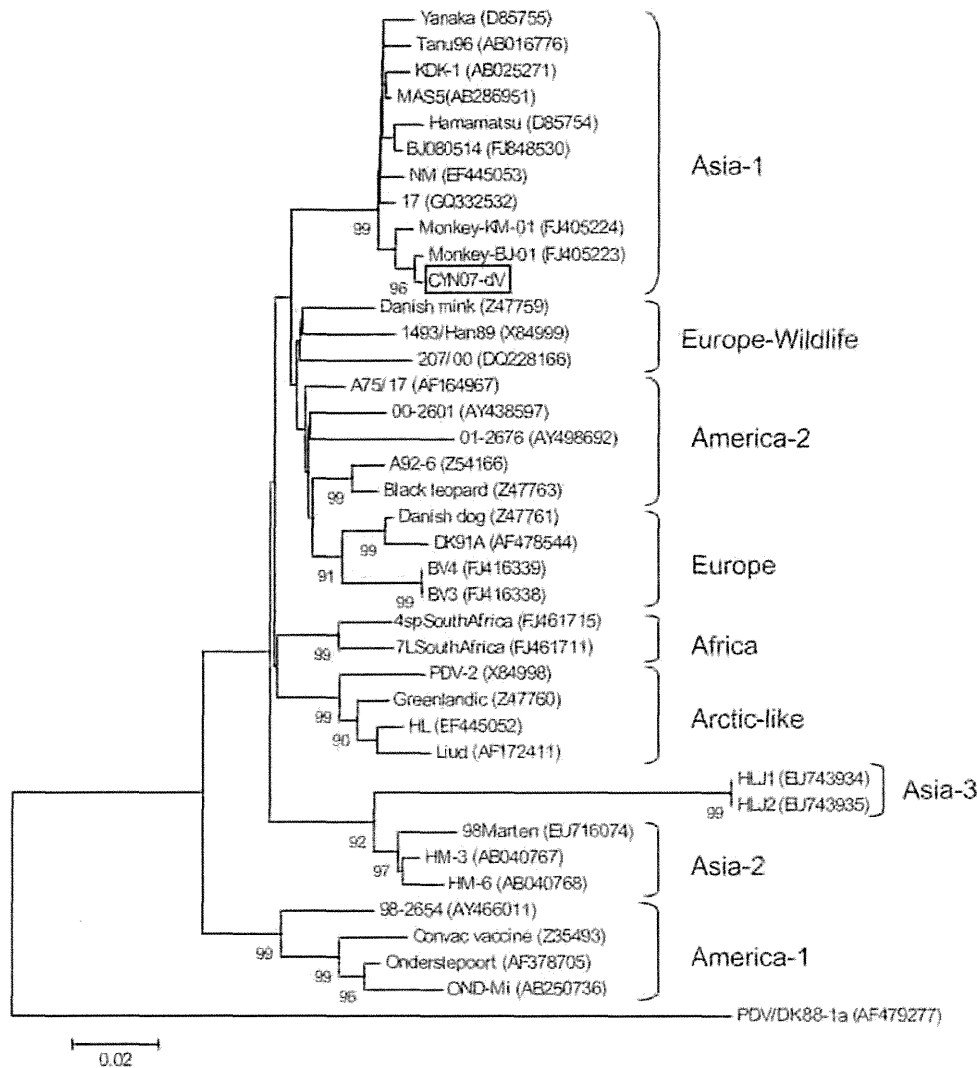 Yanaka (D85755)
Tanu96 (AB016776)
KDK-1 (AB025271)
MAS5(AB286951)
Hamamatsu (D85754)
BJ080514 (FJ848530)
NM (EF445053)
17 (GQ332532)
99
Monkey-KM-01 (FJ405224)
Monkey-BJ-01 (FJ405223)
CYN07-dV
96
Asia-1
Danish mink (Z47759)
1493/Han89 (X84999)
207/00 (DQ228166)
Europe-Wildlife
A75/17 (AF164967)
00-2601 (AY438597)
01-2676 (AY498692)
A92-6 (Z54166)
99
Black leopard (Z47763)
America-2
Danish dog (Z47761)
99
DK91A (AF478544)
91
BV4 (FJ416339)
99
BV3 (FJ416338)
Europe
4spSouthAfrica (FJ461715)
99
7LSouthAfrica (FJ461711)
Africa
PDV-2 (X84998)
99
Greenlandic (Z47760)
90
HL (EF445052)
Liud (AF172411)
Arctic-like
HLJ1 (EU743934)
99
HLJ2 (EU743935)
Asia-3
92
98Marten (EU716074)
97
HM-3 (AB040767)
HM-6 (AB040768)
Asia-2
98-2654 (AY466011)
99
Convac vaccine (Z35493)
99
Onderstepoort (AF378705)
96
OND-Mi (AB250736)
America-1
PDV/DK88-1a (AF479277)
0.02